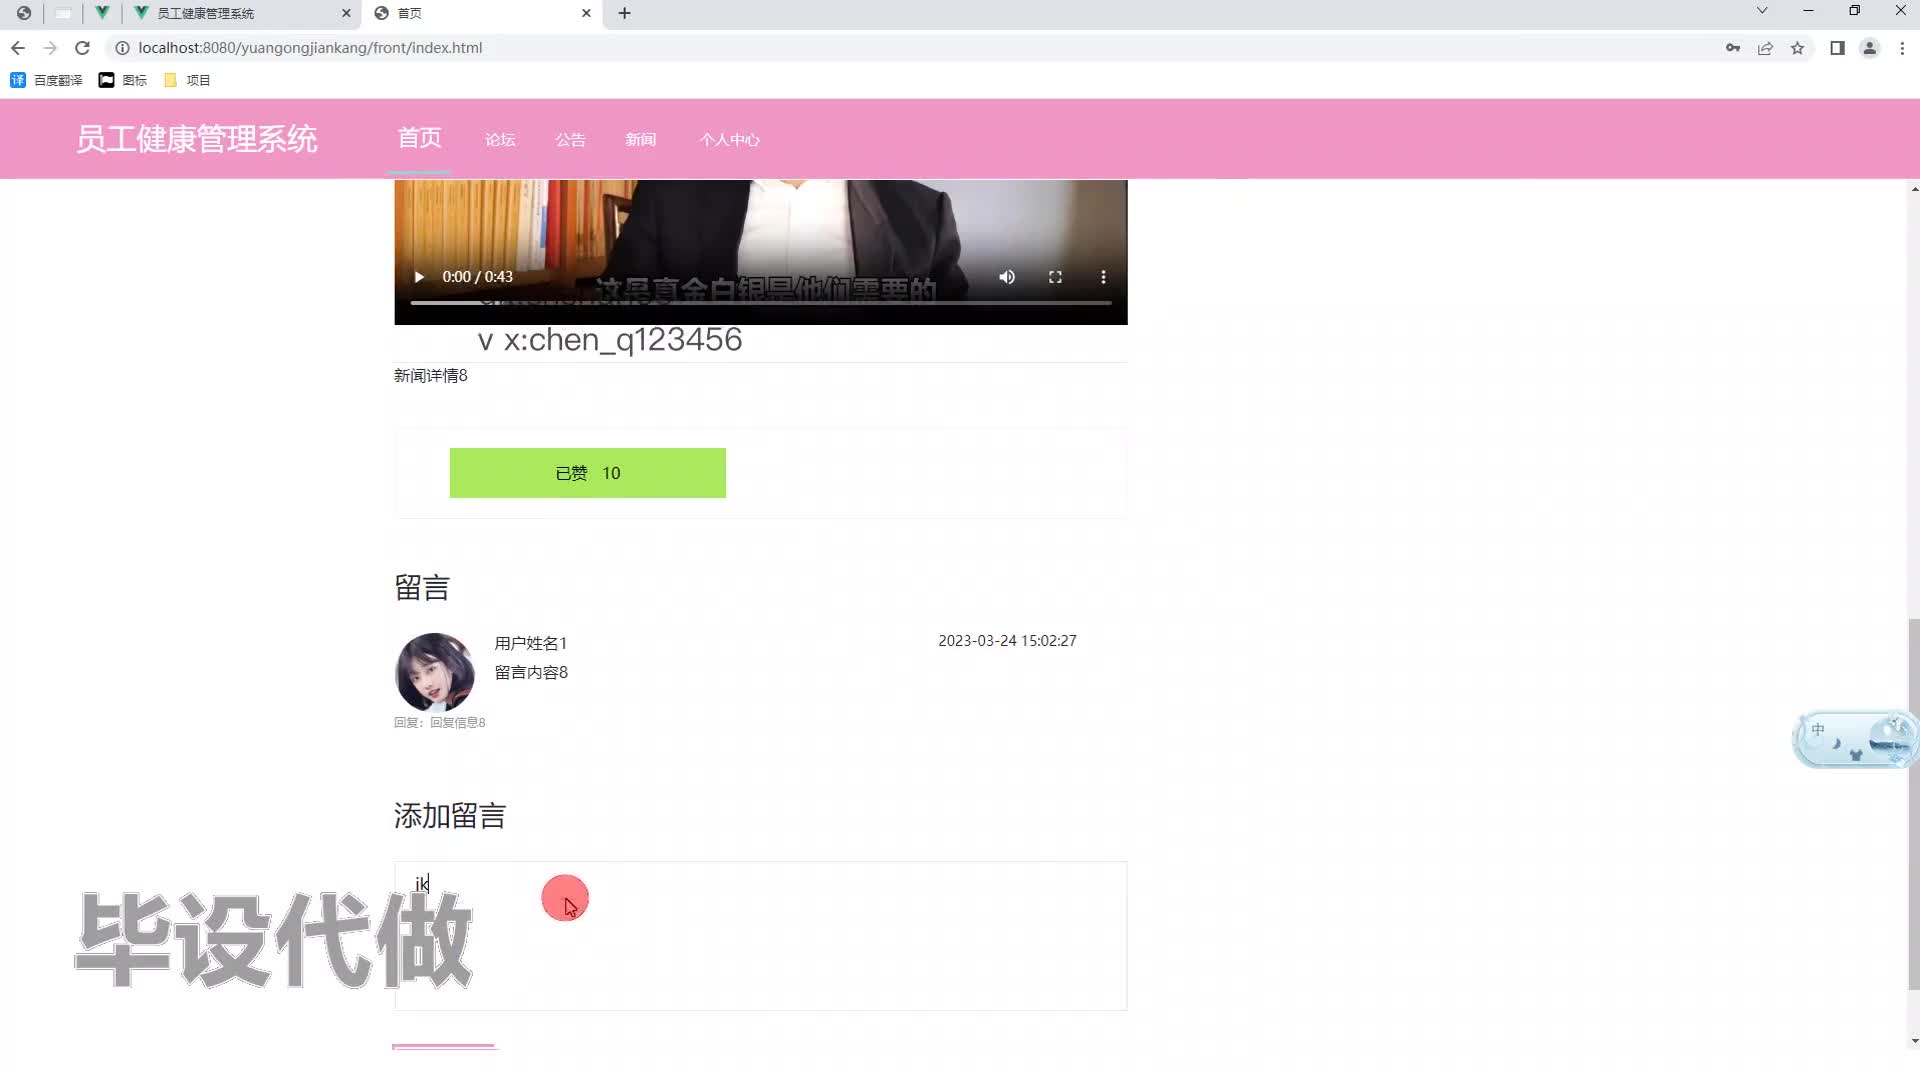 员工健康管理系统
首页
localhost:8080/yuangongjiankang/front/index.html
译 百度翻译
图标
项目
员工健康管理系统
首页
论坛
公告
新闻
个人中心
这是真金白银是他们需要的
0:00 / 0:43
v x:chen_q123456
新闻详情8
已赞 10
留言
用户姓名1
2023-03-24 15:02:27
留言内容8
回复：回复信息8
中
添加留言
ik
毕设代做